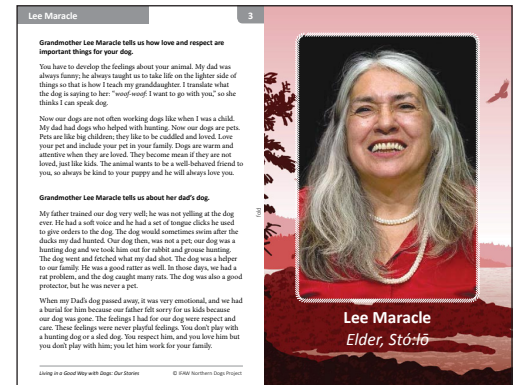 Lee Maracle
3
Grandmother Lee Maracle tells us how love and respect are
important things for your dog.
You have to develop the feelings about your animal. My dad was
always funny; he always taught us to take life on the lighter side of
things so that is how I teach my granddaughter. I translate what
the dog is saying to her: "woof-woof: I want to go with you," so she
thinks I can speak dog.
Now our dogs are not often working dogs like when I was a child.
My dad had dogs who helped with hunting. Now our dogs are pets.
Pets are like big children; they like to be cuddled and loved. Love
your pet and include your pet in your family. Dogs are warm and
attentive when they are loved. They become mean if they are not
loved, just like kids. The animal wants to be a well-behaved friend to
you, so always be kind to your puppy and he will always love you.
Grandmother Lee Maracle tells us about her dad's dog.
My father trained our dog very well; he was not yelling at the dog
ever. He had a soft voice and he had a set of tongue clicks he used
to give orders to the dog. The dog would sometimes swim after the
ducks my dad hunted. Our dog then, was not a pet; our dog was a
hunting dog and we took him out for rabbit and grouse hunting.
The dog went and fetched what my dad shot. The dog was a helper
to our family. He was a good ratter as well. In those days, we had a
rat problem, and the dog caught many rats. The dog was also a good
protector, but he was never a pet.
When my Dad's dog passed away, it was very emotional, and we had
a burial for him because our father felt sorry for us kids because
our dog was gone. The feelings I had for our dog were respect and
care. These feelings were never playful feelings. You don't play with
a hunting dog or a sled dog. You respect him, and you love him but
you don't play with him; you let him work for your family.
Living in a Good Way with Dogs: Our Stories
© IFAW Northern Dogs Project
Fold
Lee Maracle
Elder, Stó:lō